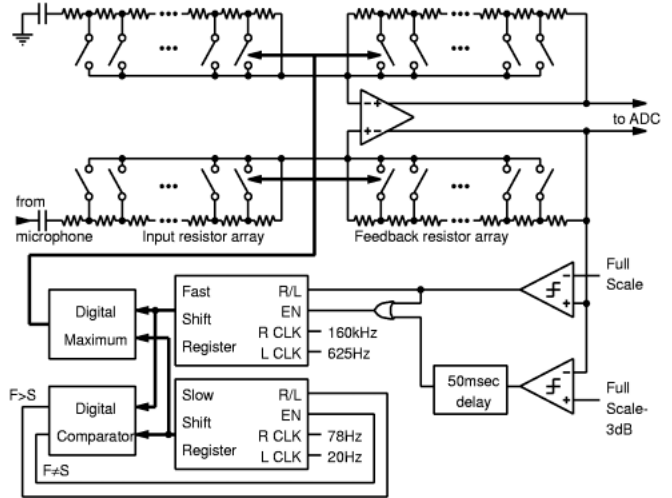 to ADC
from
microphone
Input resistor array
Feedback resistor array
Digital
Maximum
Fast
Shift
Register
R/L
EN
R CLK
L CLK
160kHz
625Hz
Full
Scale
50msec
delay
Full
Scale-
3dB
F>S
F≠S
Digital
Comparator
Slow
Shift
Register
R/L
EN
R CLK
L CLK
78Hz
20Hz